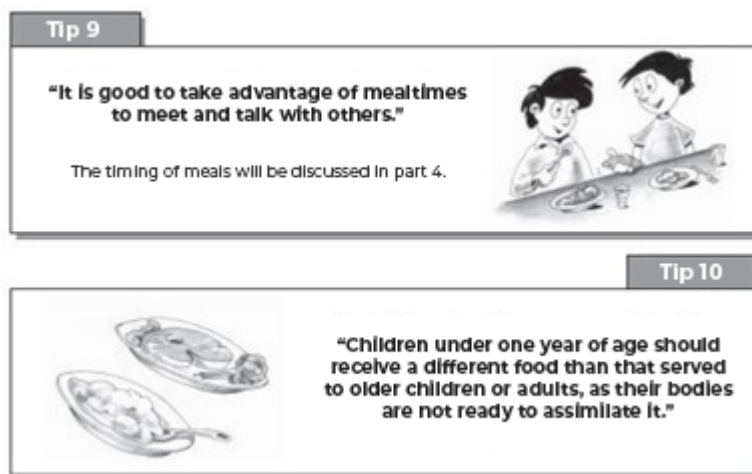 Tip 9
“It is good to take advantage of mealtimes
to meet and talk with others.”
The timing of meals will be discussed in part 4.
Tip 10
“Children under one year of age should
receive a different food than that served
to older children or adults, as their bodies
are not ready to assimilate it.”